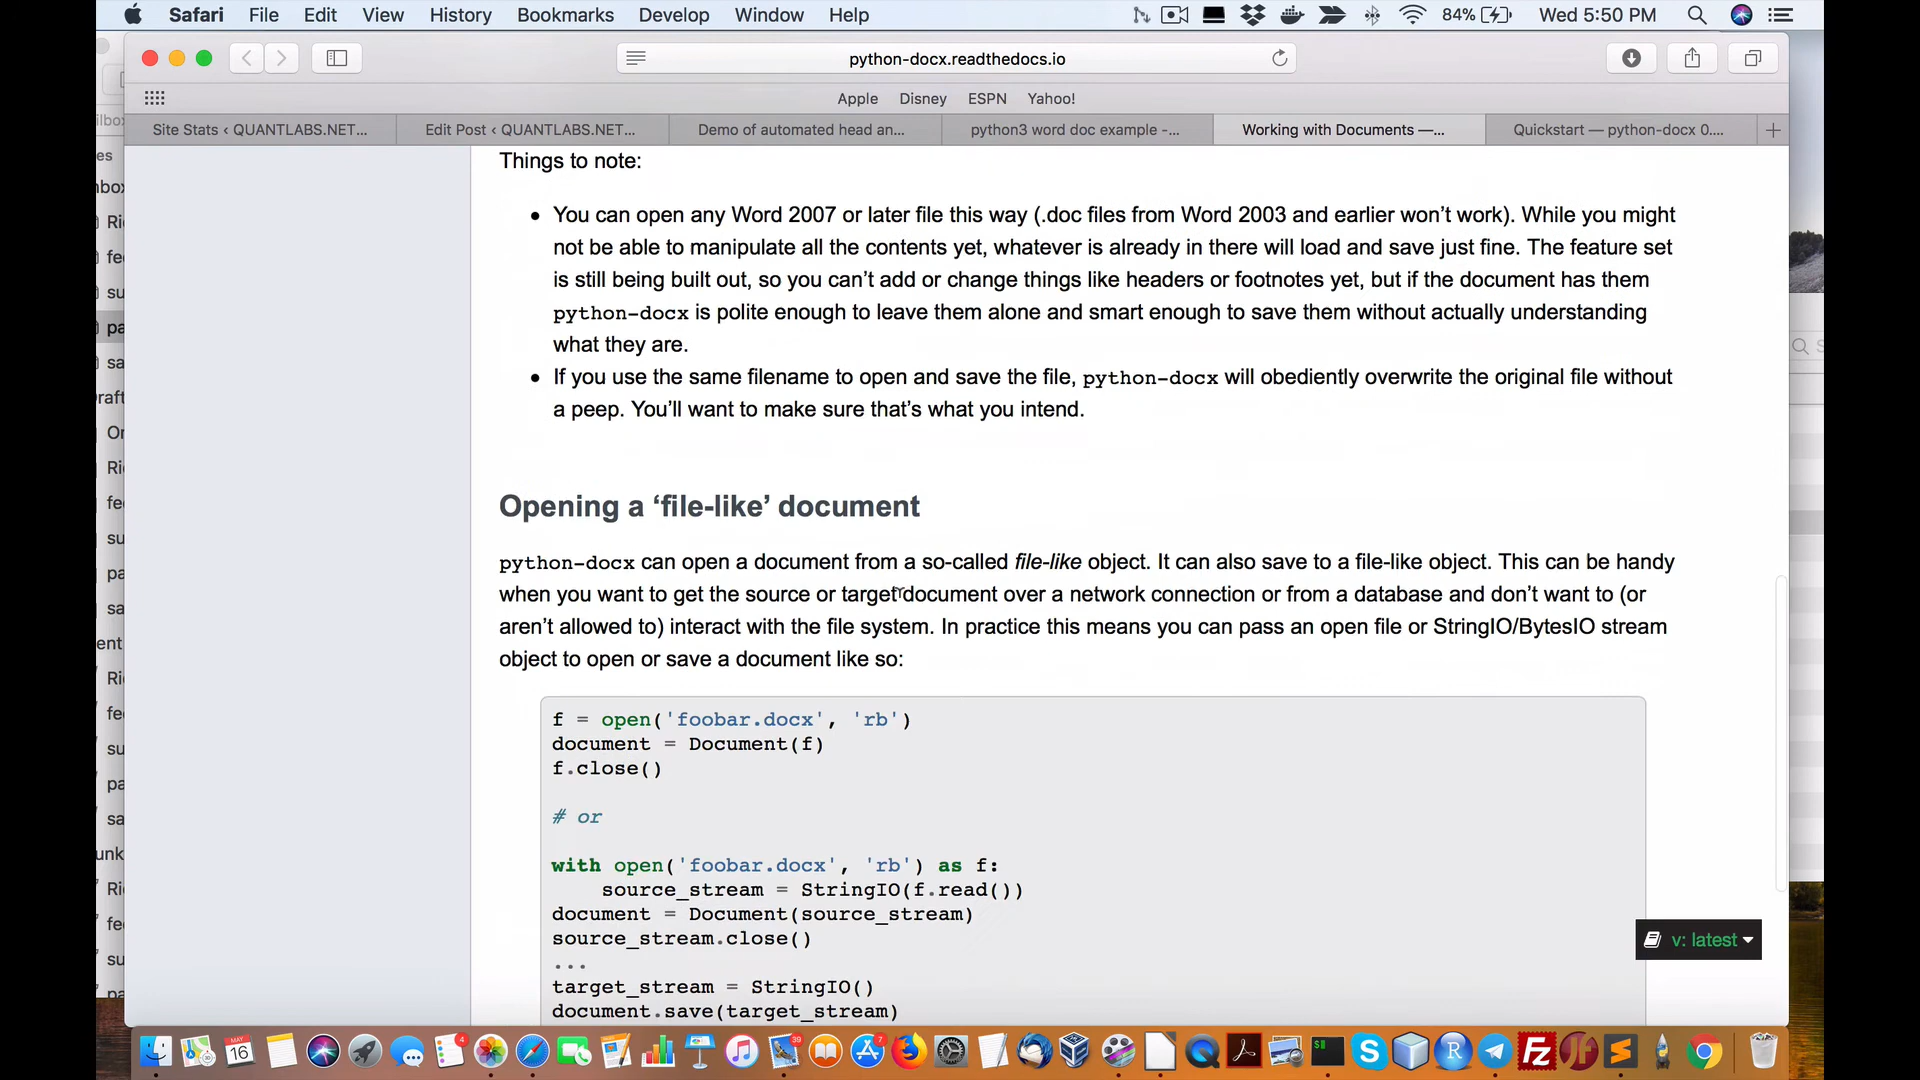 Safari File Edit View History Bookmarks Develop Window Help 84% Wed 5:50 PM
python-docx.readthedocs.io
Apple Disney ESPN Yahoo!
Site Stats ‹ QUANTLABS.NET... Edit Post ‹ QUANTLABS.NET... Demo of automated head an... python3 word doc example -... Working with Documents —... Quickstart — python-docx 0....
Things to note:
• You can open any Word 2007 or later file this way (.doc files from Word 2003 and earlier won’t work). While you might
not be able to manipulate all the contents yet, whatever is already in there will load and save just fine. The feature set
is still being built out, so you can’t add or change things like headers or footnotes yet, but if the document has them
python-docx is polite enough to leave them alone and smart enough to save them without actually understanding
what they are.
• If you use the same filename to open and save the file, python-docx will obediently overwrite the original file without
a peep. You’ll want to make sure that’s what you intend.
Opening a ‘file-like’ document
python-docx can open a document from a so-called file-like object. It can also save to a file-like object. This can be handy
when you want to get the source or target document over a network connection or from a database and don’t want to (or
aren’t allowed to) interact with the file system. In practice this means you can pass an open file or StringIO/BytesIO stream
object to open or save a document like so:
f = open('foobar.docx', 'rb')
document = Document(f)
f.close()
# or
with open('foobar.docx', 'rb') as f:
    source_stream = StringIO(f.read())
document = Document(source_stream)
source_stream.close()
...
target_stream = StringIO()
document.save(target_stream)
v: latest